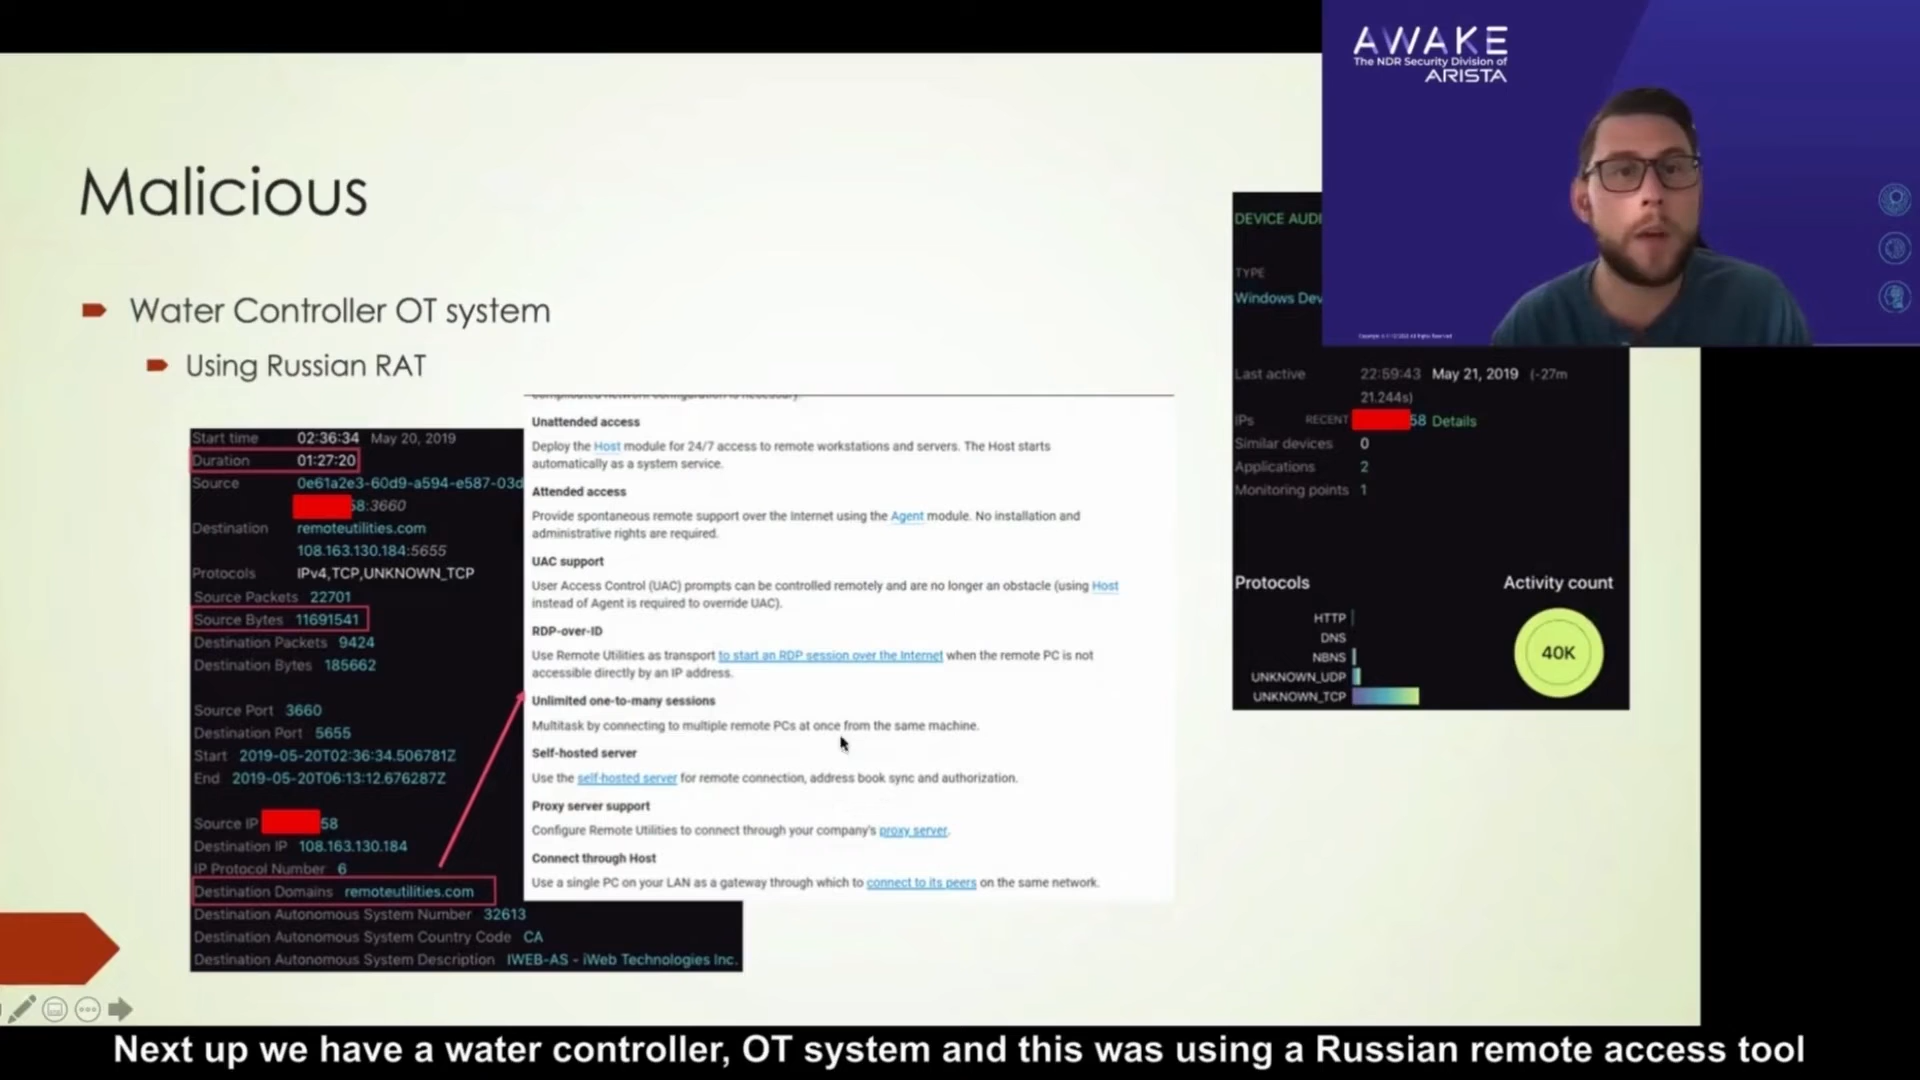 AWAKE
The NDR Security Division of
ARISTA
Malicious
Water Controller OT system
Using Russian RAT
Start time 02:36:34 May 20, 2019
Duration 01:27:20
Source 0e61a2e3-60d9-a594-e587-03d
58:3660
Destination remoteutilities.com
108.163.130.184:5655
Protocols IPv4,TCP,UNKNOWN_TCP
Source Packets 22701
Source Bytes 11691541
Destination Packets 9424
Destination Bytes 185662
Source Port 3660
Destination Port 5655
Start 2019-05-20T02:36:34.506781Z
End 2019-05-20T06:13:12.676287Z
Source IP 58
Destination IP 108.163.130.184
IP Protocol Number 6
Destination Domains remoteutilities.com
Destination Autonomous System Number 32613
Destination Autonomous System Country Code CA
Destination Autonomous System Description IWEB-AS - iWeb Technologies Inc.
complicated network configuration is necessary.
Unattended access
Deploy the Host module for 24/7 access to remote workstations and servers. The Host starts
automatically as a system service.
Attended access
Provide spontaneous remote support over the Internet using the Agent module. No installation and
administrative rights are required.
UAC support
User Access Control (UAC) prompts can be controlled remotely and are no longer an obstacle (using Host
instead of Agent is required to override UAC).
RDP-over-ID
Use Remote Utilities as transport to start an RDP session over the Internet when the remote PC is not
accessible directly by an IP address.
Unlimited one-to-many sessions
Multitask by connecting to multiple remote PCs at once from the same machine.
Self-hosted server
Use the self-hosted server for remote connection, address book sync and authorization.
Proxy server support
Configure Remote Utilities to connect through your company's proxy server.
Connect through Host
Use a single PC on your LAN as a gateway through which to connect to its peers on the same network.
DEVICE AUDI
TYPE
Windows Dev
Last active 22:59:43 May 21, 2019 (-27m
21.244s)
IPs RECENT 58 Details
Similar devices 0
Applications 2
Monitoring points 1
Protocols Activity count
HTTP
DNS
NBNS
UNKNOWN_UDP
UNKNOWN_TCP
40K
Next up we have a water controller, OT system and this was using a Russian remote access tool